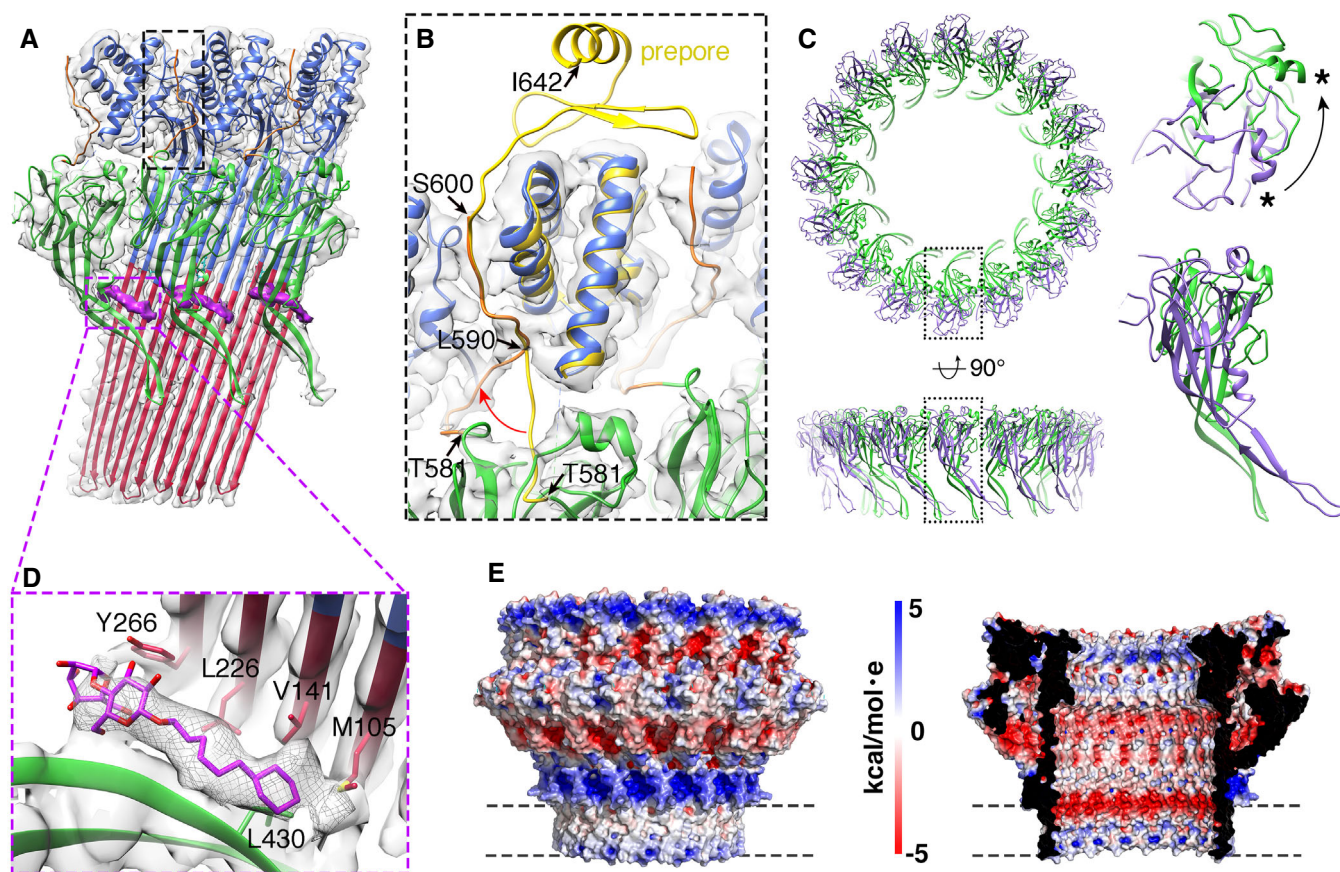 A
B
prepore
I642
S600
L590
T581
T581
C
*
*
90°
D
Y266
L226
V141
M105
L430
E
5
0
-5
kcal/mol·e